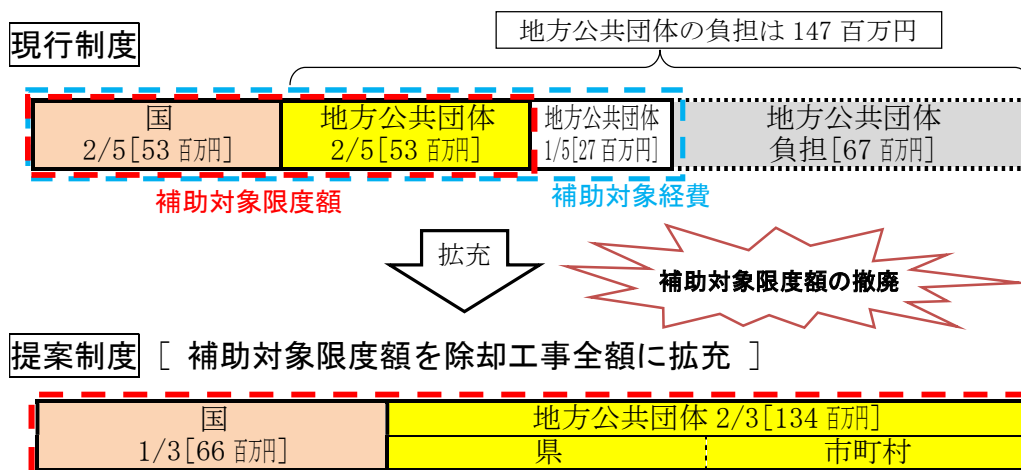 地方公共団体の負担は 147 百万円
現行制度
国
2/5[53 百万円]
地方公共団体
2/5[53 百万円]
地方公共団体
1/5[27 百万円]
地方公共団体
負担[67 百万円]
補助対象限度額
補助対象経費
拡充
補助対象限度額の撤廃
提案制度 [ 補助対象限度額を除却工事全額に拡充 ]
国
1/3[66 百万円]
地方公共団体 2/3[134 百万円]
県
市町村